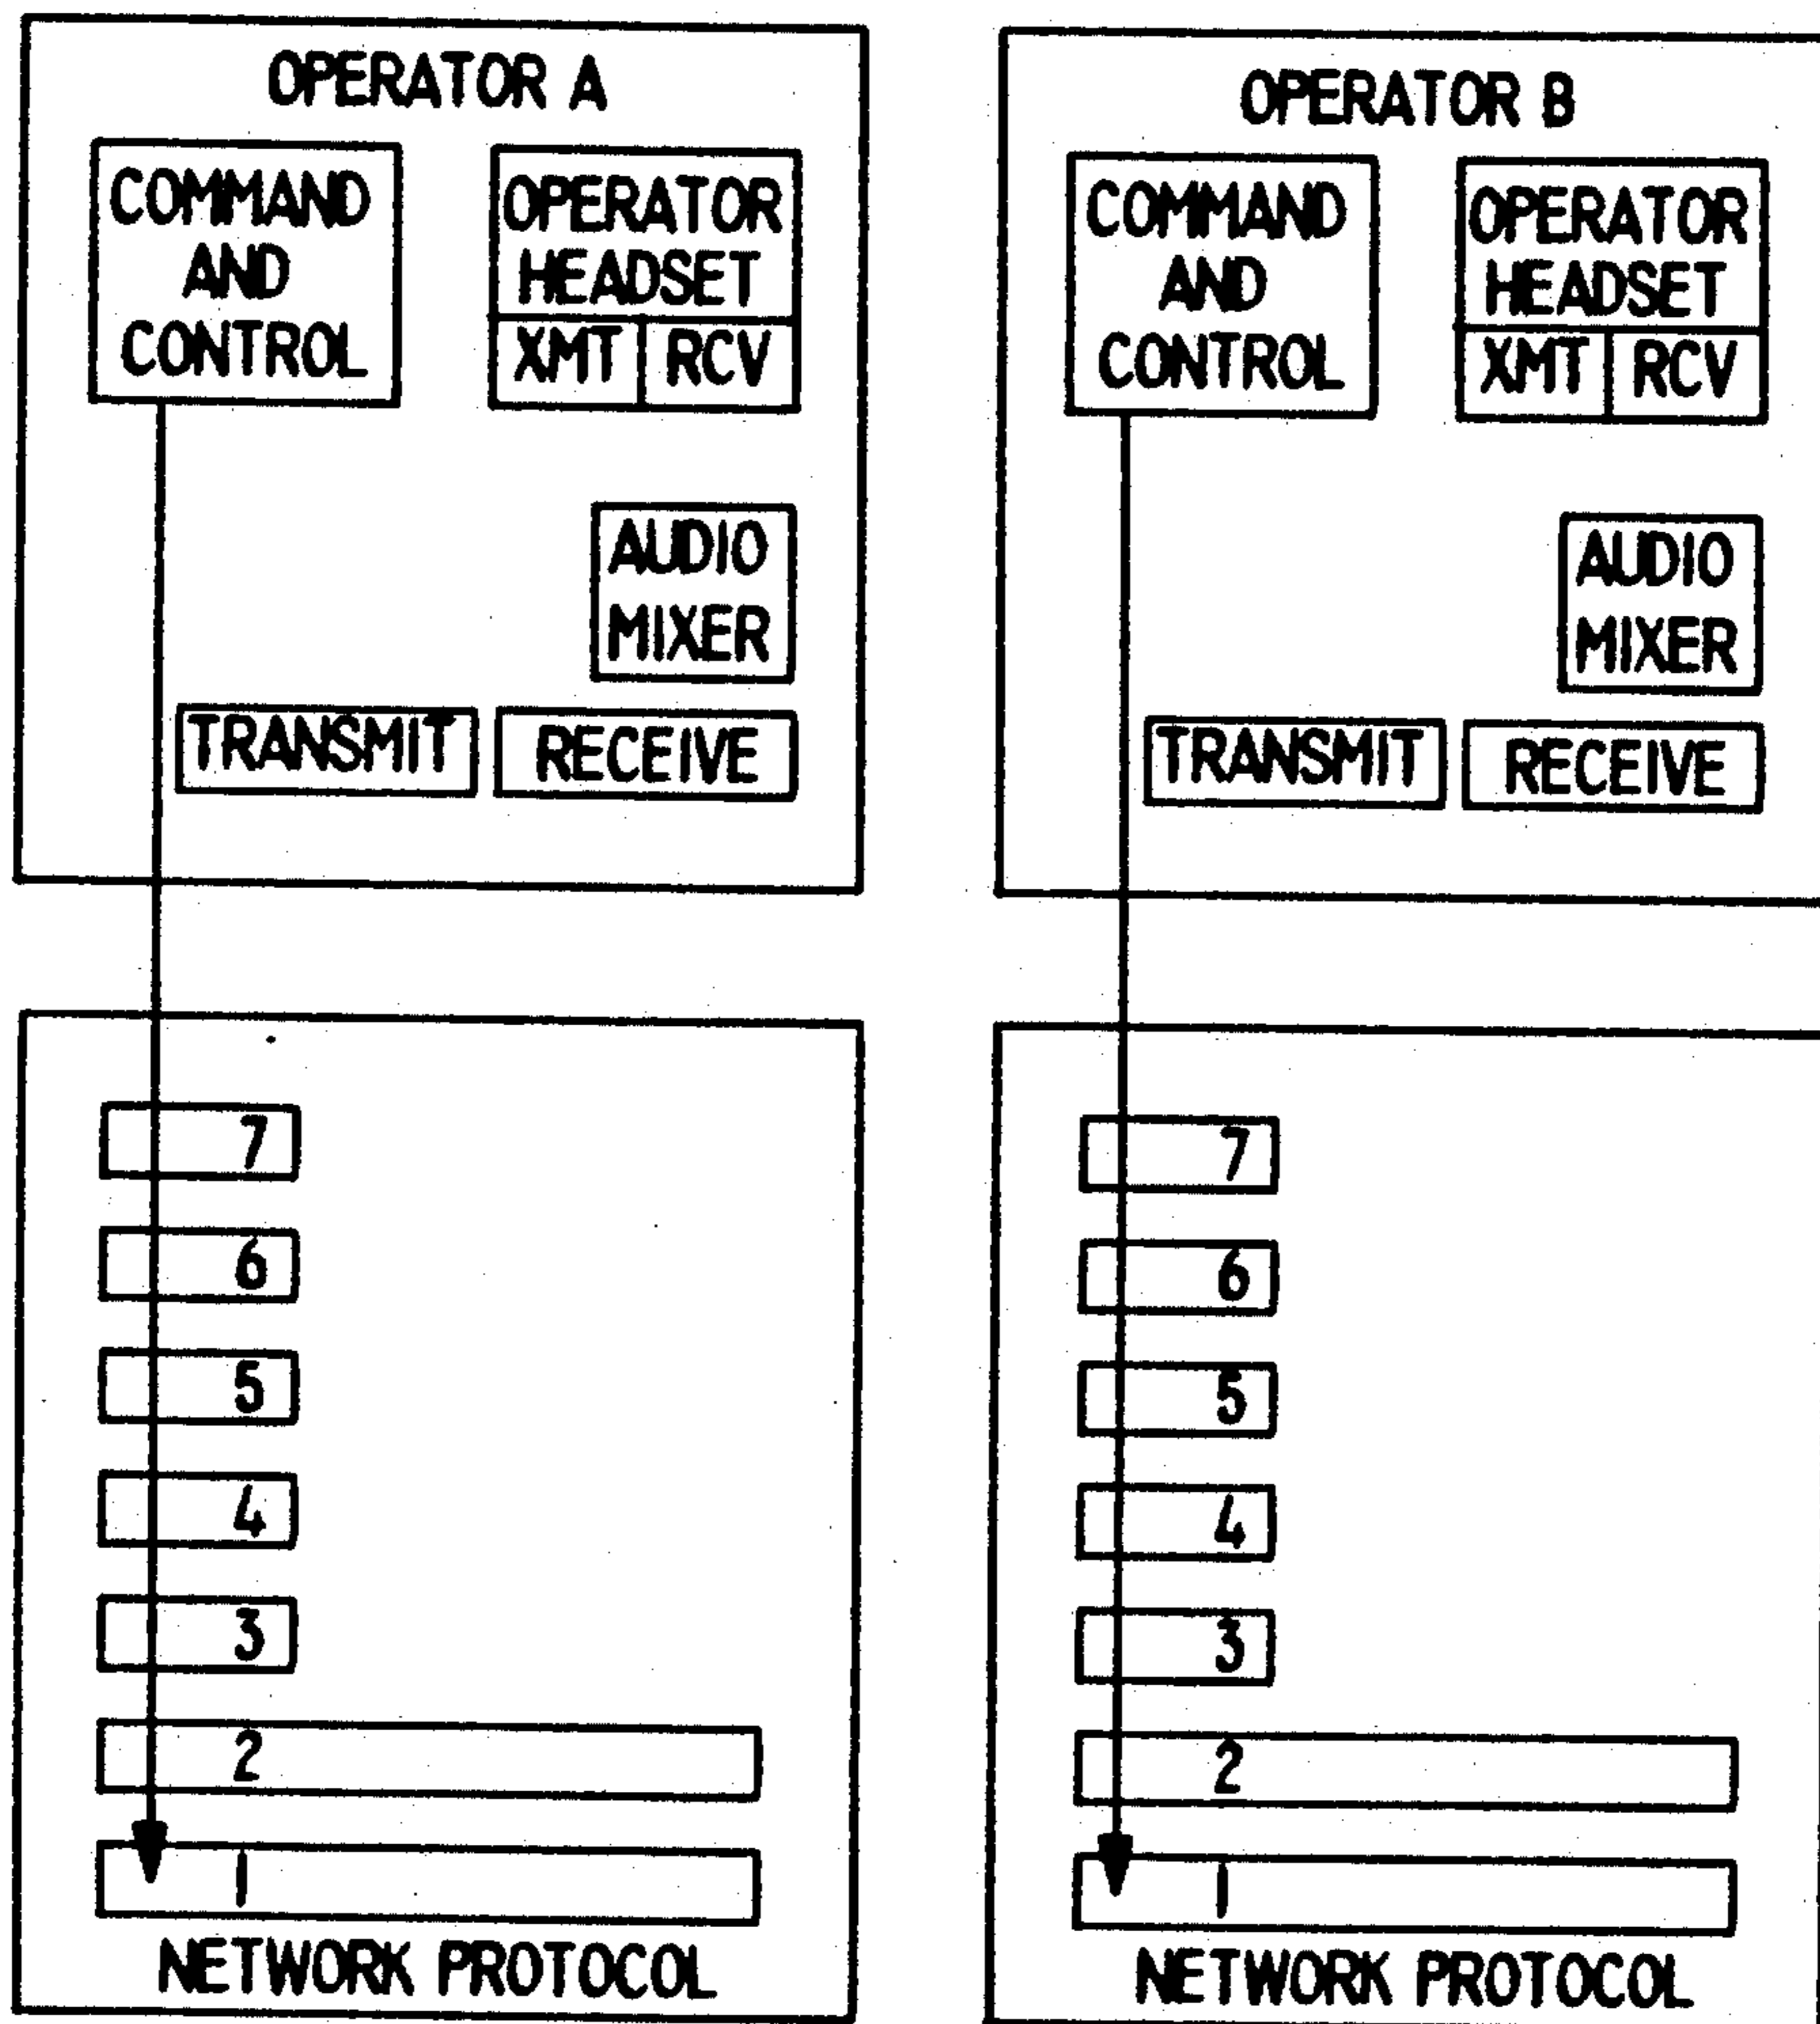 OPERATOR A
COMMAND
AND
CONTROL
OPERATOR
HEADSET
XMT RCV
AUDIO
MIXER
TRANSMIT
RECEIVE
7
6
5
4
3
2
1
NETWORK PROTOCOL
OPERATOR B
COMMAND
AND
CONTROL
OPERATOR
HEADSET
XMT RCV
AUDIO
MIXER
TRANSMIT
RECEIVE
7
6
5
4
3
2
1
NETWORK PROTOCOL